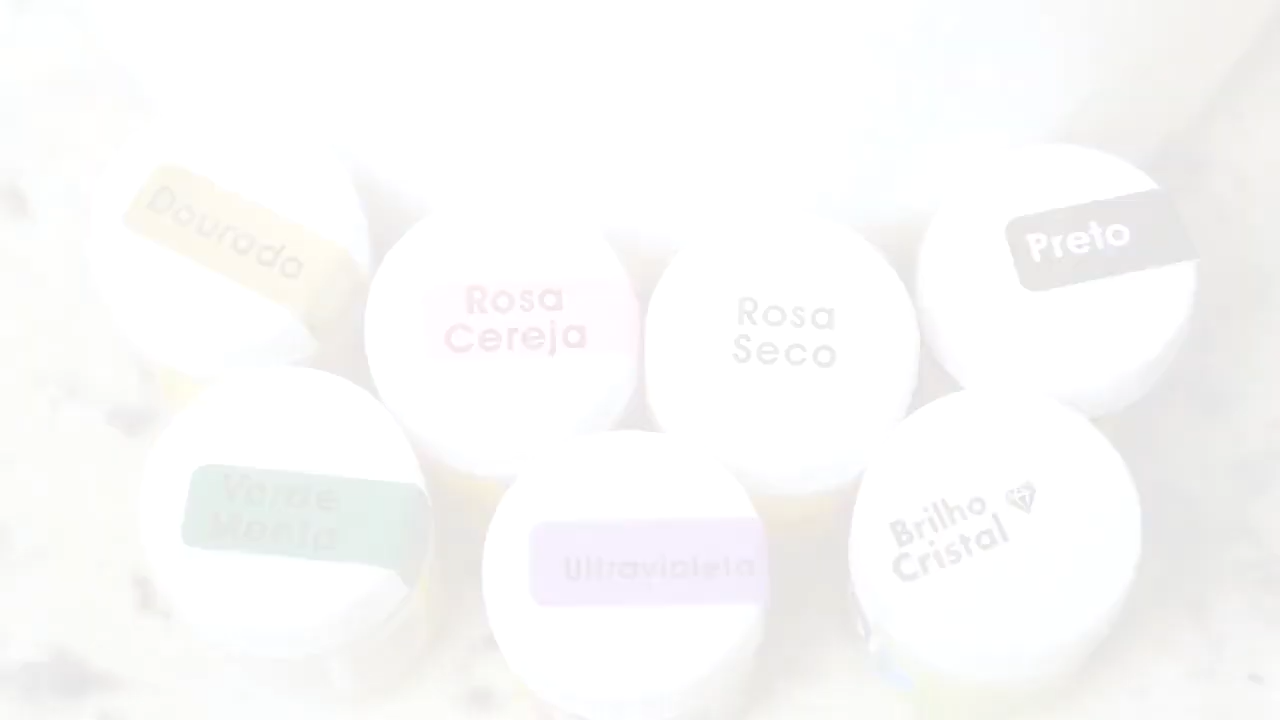 Dourado
Rosa
Cereja
Rosa
Seco
Preto
Verde
Menta
Ultravioleta
Brilho
Cristal